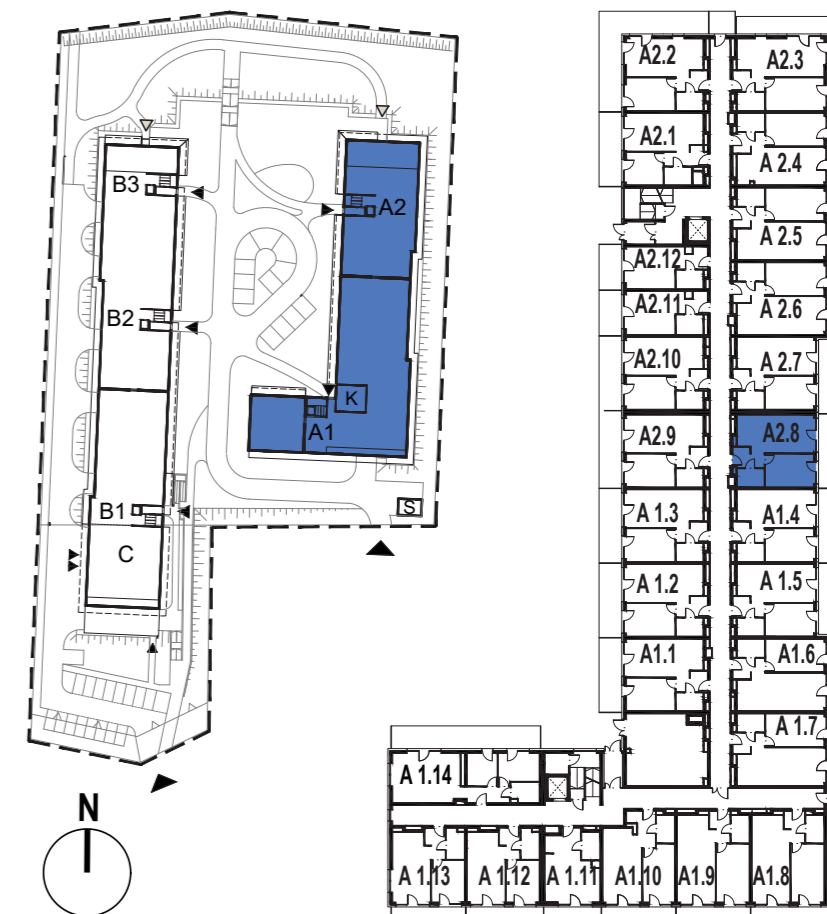 B3
A2
B2
K
A1
B1
C
S
N
A2.2
A2.3
A2.1
A 2.4
A 2.5
A2.12
A2.11
A 2.6
A2.10
A 2.7
A2.9
A2.8
A 1.3
A1.4
A 1.2
A 1.5
A1.1
A1.6
A 1.7
A 1.14
A 1.13
A 1.12
A 1.11
A1.10
A1.9
A1.8